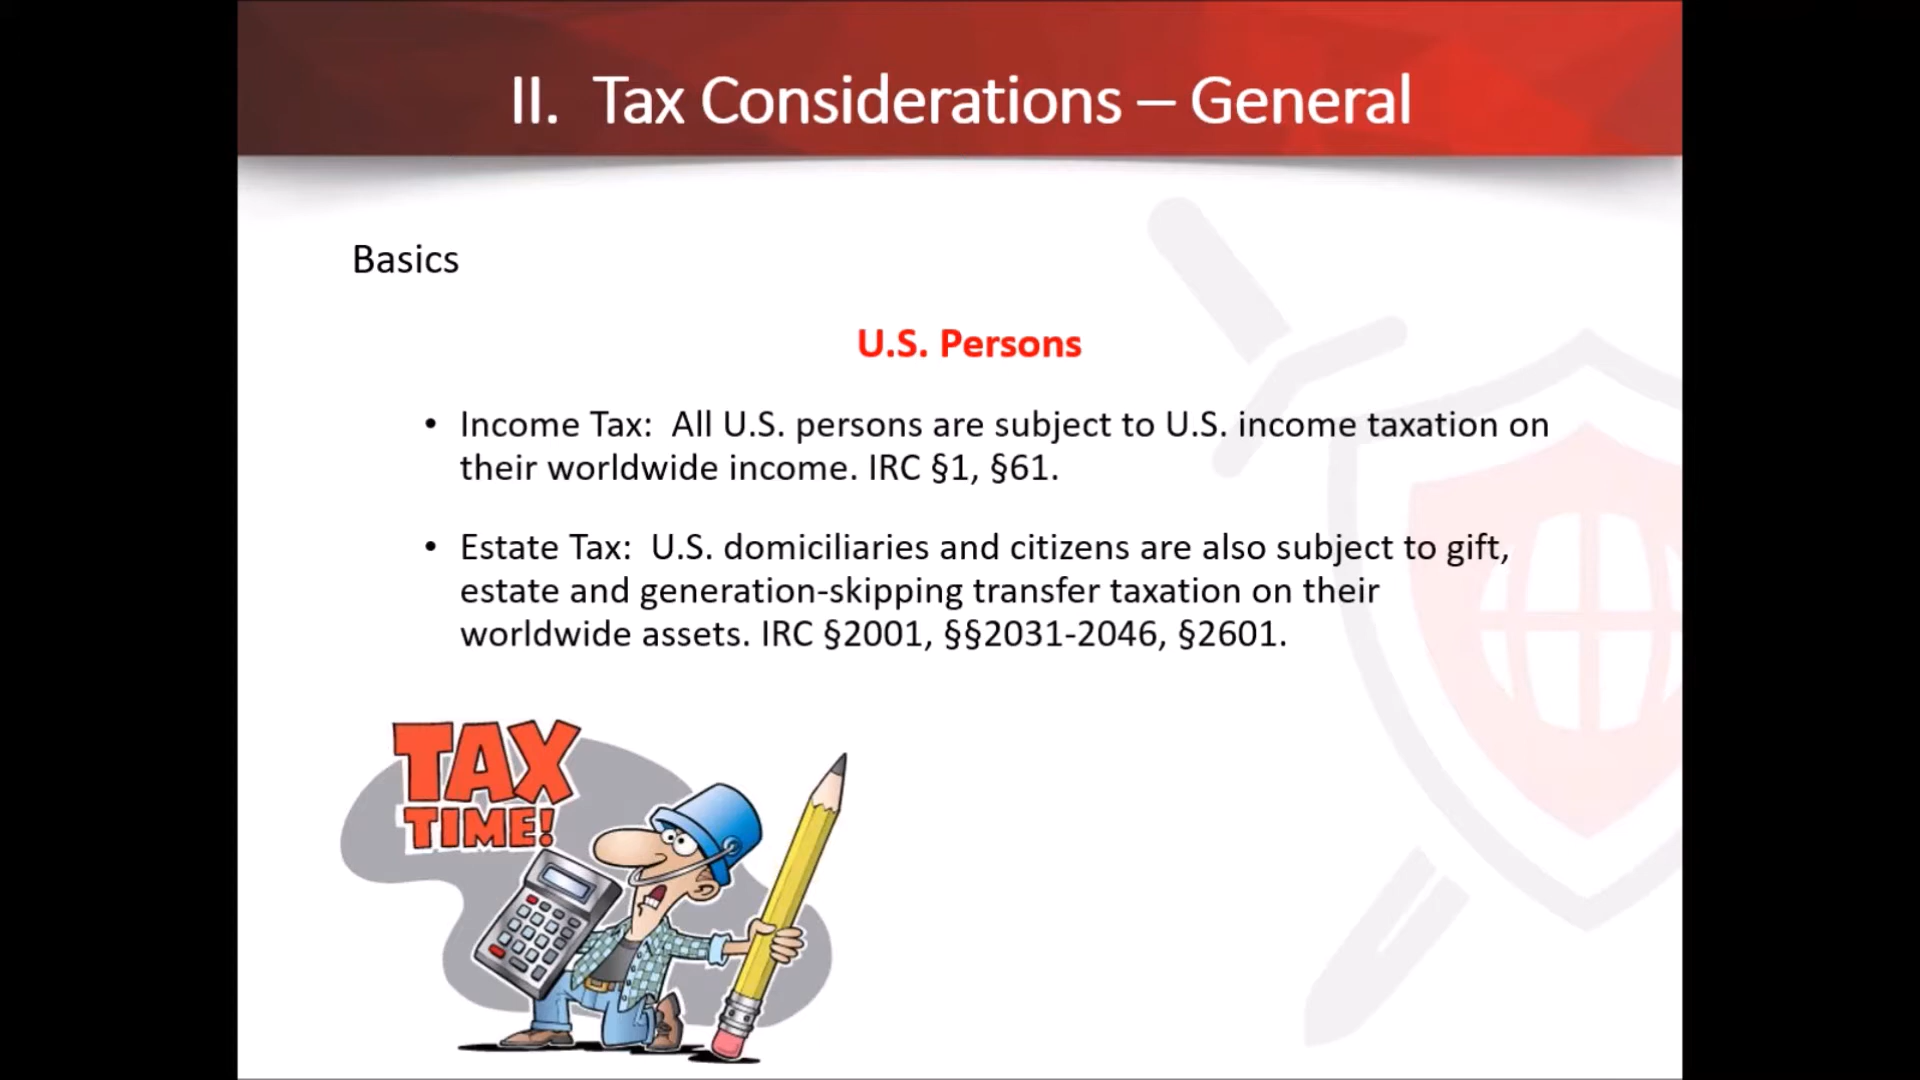 II. Tax Considerations – General
Basics
U.S. Persons
• Income Tax: All U.S. persons are subject to U.S. income taxation on
their worldwide income. IRC §1, §61.
• Estate Tax: U.S. domiciliaries and citizens are also subject to gift,
estate and generation-skipping transfer taxation on their
worldwide assets. IRC §2001, §§2031-2046, §2601.
TAX
TIME!